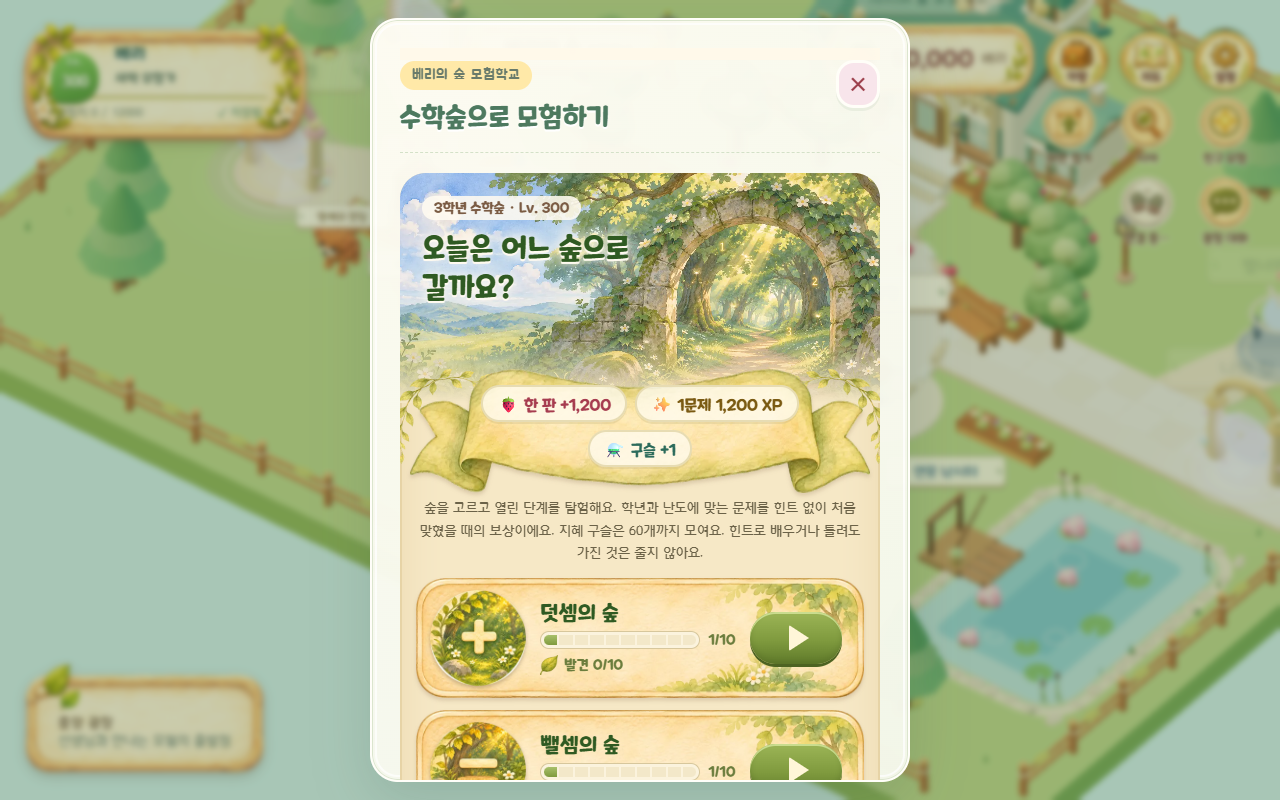 베리의 숲 모험학교
수학숲으로 모험하기
3학년 수학숲 · Lv. 300
오늘은 어느 숲으로
갈까요?
한 판 +1,200
1문제 1,200 XP
구슬 +1
숲을 고르고 열린 단계를 탐험해요. 학년과 난도에 맞는 문제를 힌트 없이 처음
맞혔을 때의 보상이에요. 지혜 구슬은 60개까지 모여요. 힌트로 배우거나 틀려도
가진 것은 줄지 않아요.
덧셈의 숲
1/10
발견 0/10
뺄셈의 숲
1/10